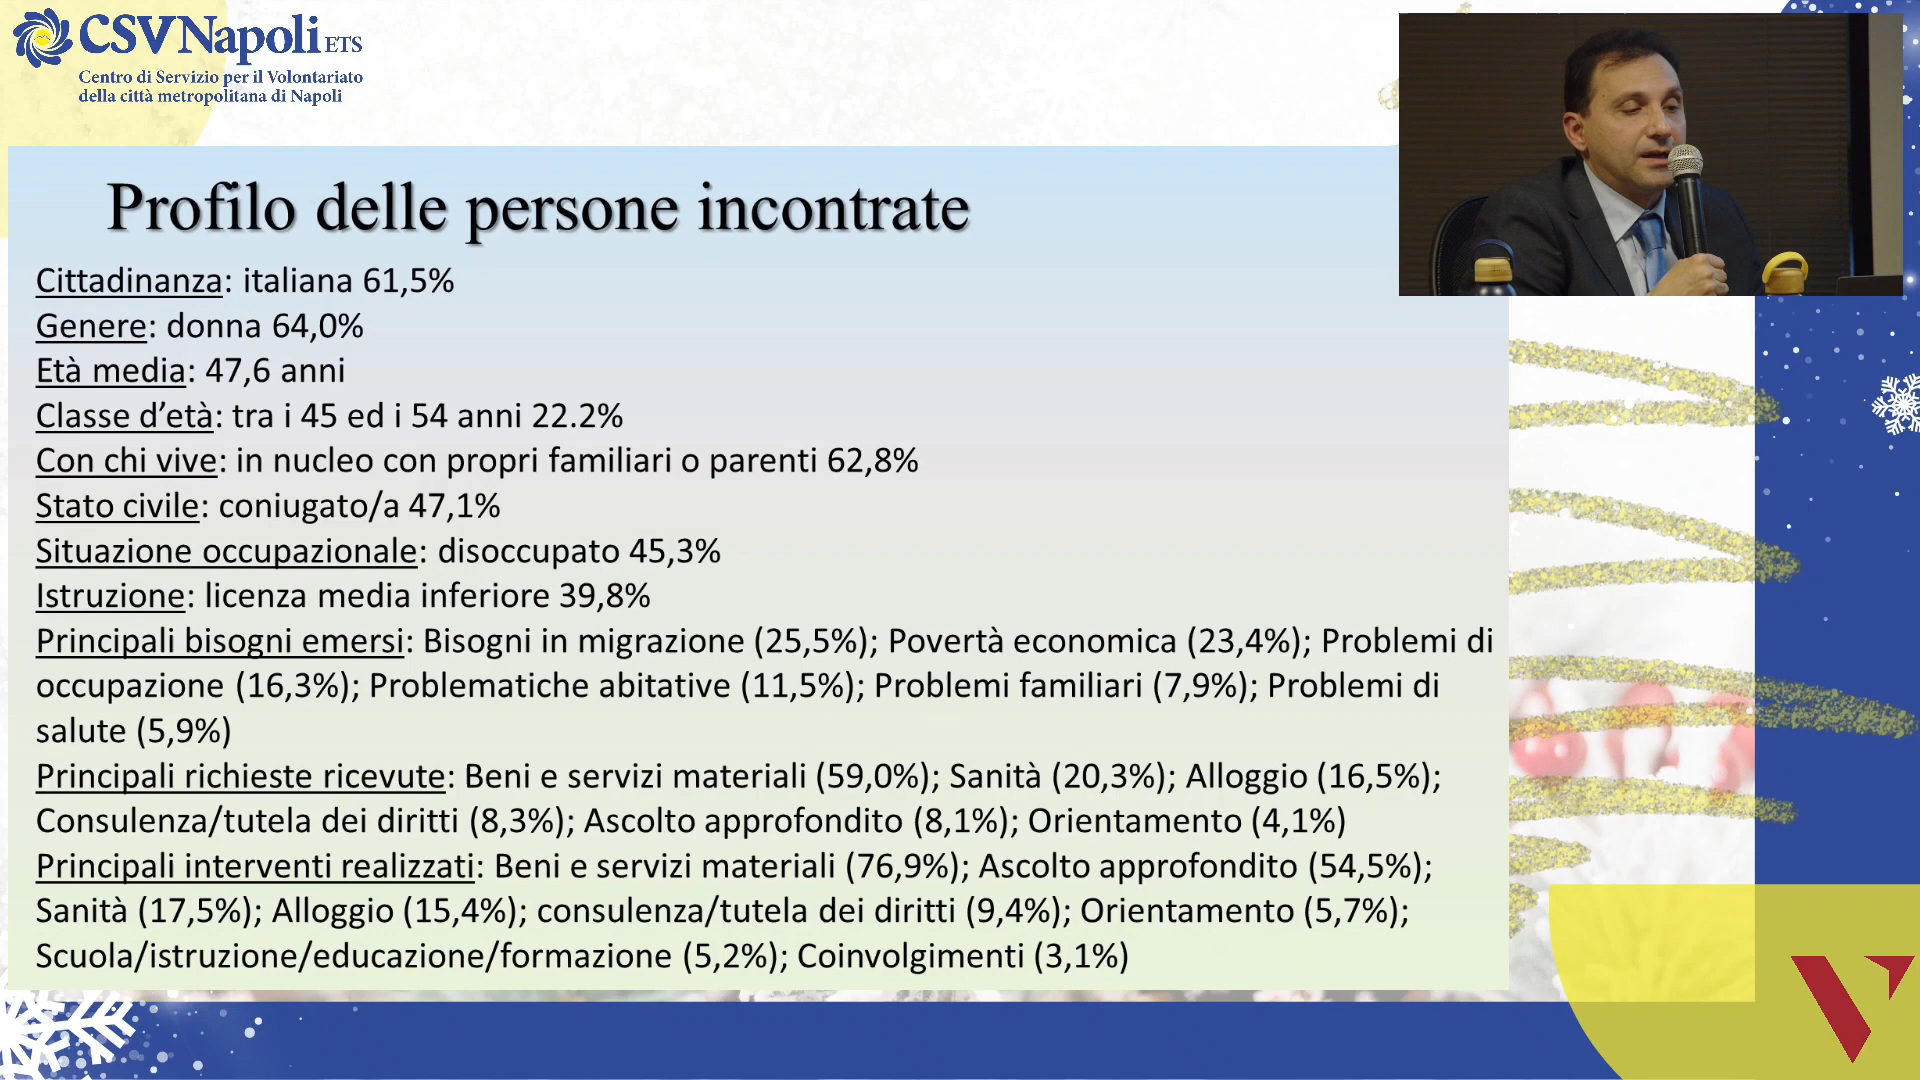 CSVNapoli ETS
Centro di Servizio per il Volontariato
della città metropolitana di Napoli
Profilo delle persone incontrate
Cittadinanza: italiana 61,5%
Genere: donna 64,0%
Età media: 47,6 anni
Classe d’età: tra i 45 ed i 54 anni 22.2%
Con chi vive: in nucleo con propri familiari o parenti 62,8%
Stato civile: coniugato/a 47,1%
Situazione occupazionale: disoccupato 45,3%
Istruzione: licenza media inferiore 39,8%
Principali bisogni emersi: Bisogni in migrazione (25,5%); Povertà economica (23,4%); Problemi di
occupazione (16,3%); Problematiche abitative (11,5%); Problemi familiari (7,9%); Problemi di
salute (5,9%)
Principali richieste ricevute: Beni e servizi materiali (59,0%); Sanità (20,3%); Alloggio (16,5%);
Consulenza/tutela dei diritti (8,3%); Ascolto approfondito (8,1%); Orientamento (4,1%)
Principali interventi realizzati: Beni e servizi materiali (76,9%); Ascolto approfondito (54,5%);
Sanità (17,5%); Alloggio (15,4%); consulenza/tutela dei diritti (9,4%); Orientamento (5,7%);
Scuola/istruzione/educazione/formazione (5,2%); Coinvolgimenti (3,1%)